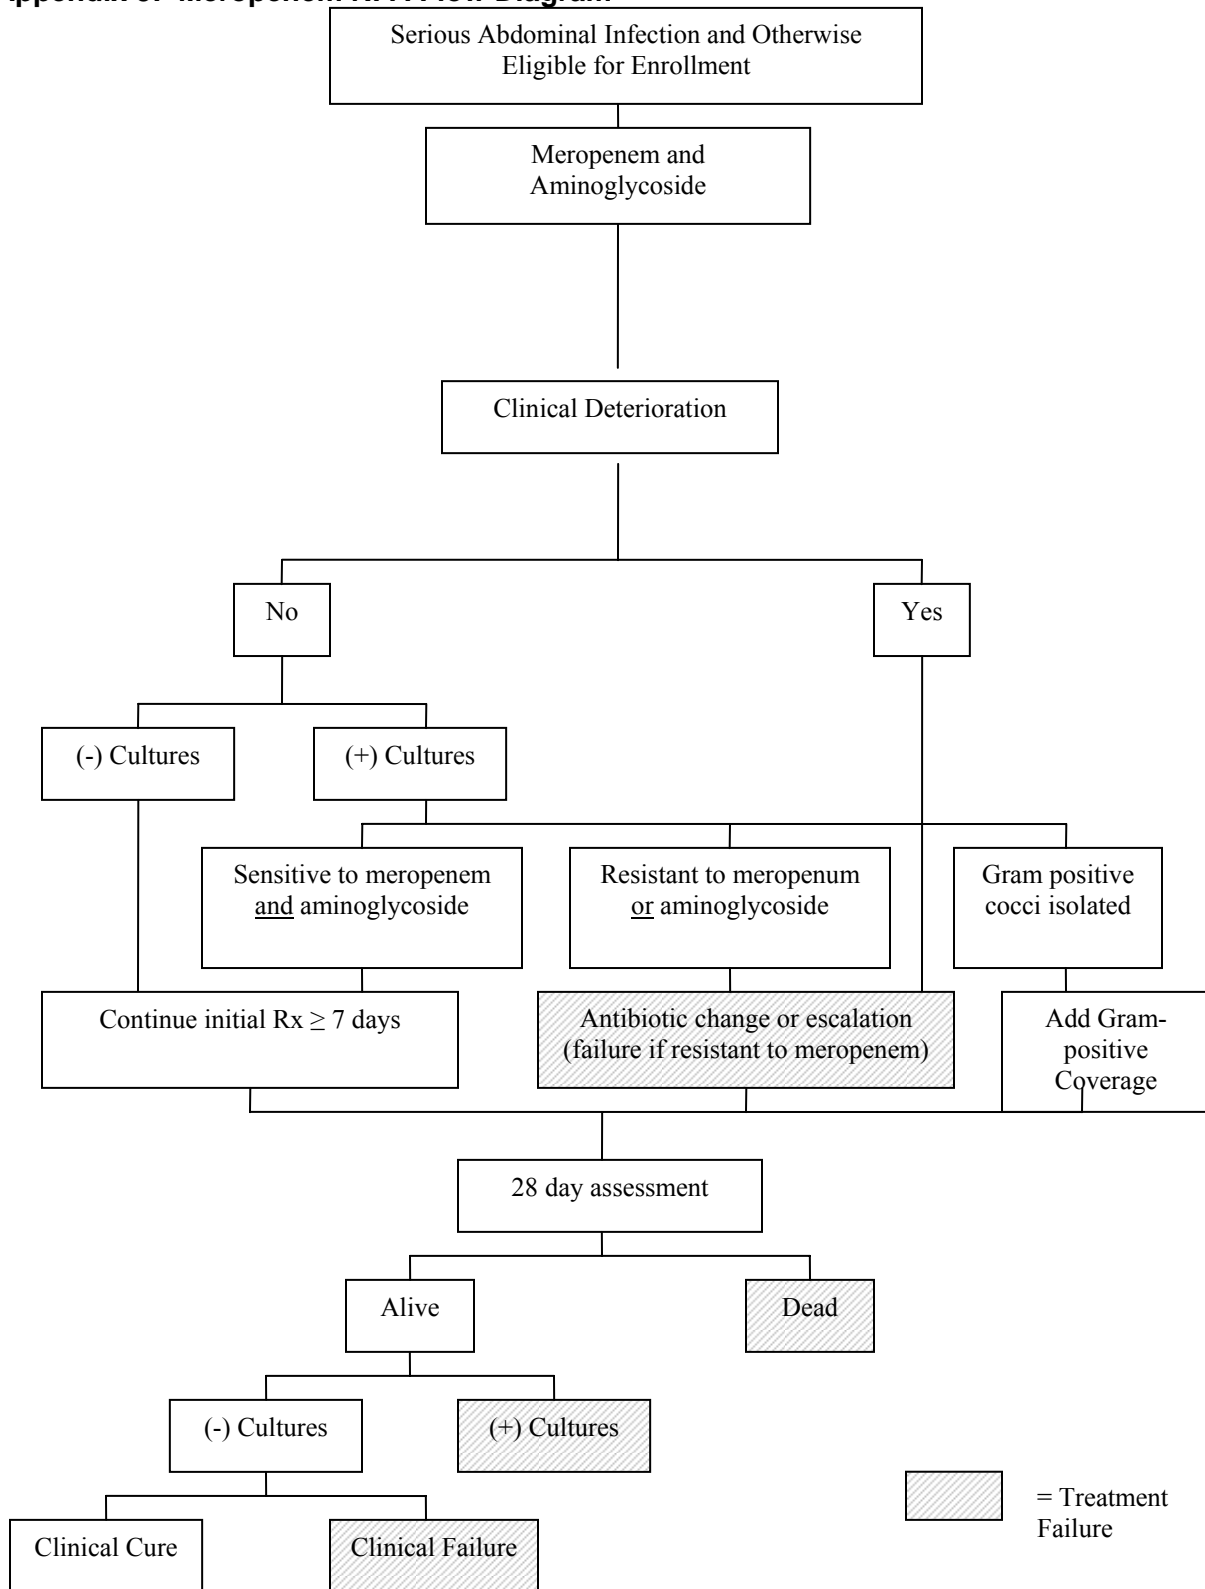 Serious Abdominal Infection and Otherwise
Eligible for Enrollment
Meropenem and
Aminoglycoside
Clinical Deterioration
No
Yes
(-) Cultures
(+) Cultures
Sensitive to meropenem
and aminoglycoside
Resistant to meropenum
or aminoglycoside
Gram positive
cocci isolated
Continue initial Rx ≥ 7 days
Antibiotic change or escalation
(failure if resistant to meropenem)
Add Gram-
positive
Coverage
28 day assessment
Alive
Dead
(-) Cultures
(+) Cultures
= Treatment
Failure
Clinical Cure
Clinical Failure